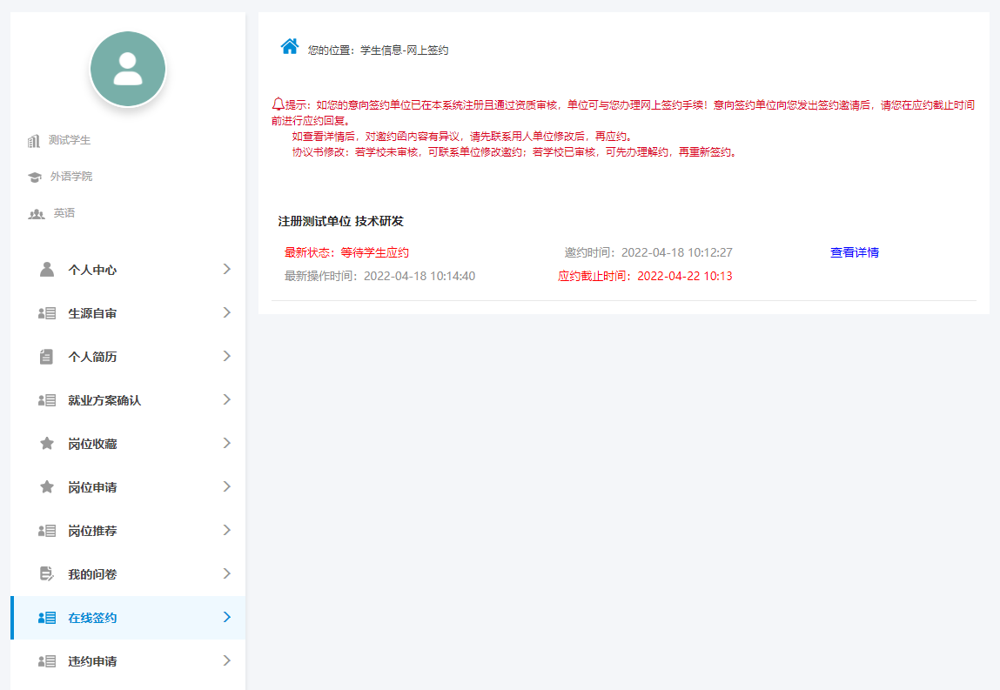 测试学生
外语学院
英语
个人中心
生源自审
个人简历
就业方案确认
岗位收藏
岗位申请
岗位推荐
我的问卷
在线签约
违约申请
您的位置：学生信息-网上签约
提示：如您的意向签约单位已在本系统注册且通过资质审核，单位可与您办理网上签约手续！意向签约单位向您发出签约邀请后，请您在应约截止时间
前进行应约回复。
如查看详情后，对邀约函内容有异议，请先联系用人单位修改后，再应约。
协议书修改：若学校未审核，可联系单位修改邀约；若学校已审核，可先办理解约，再重新签约。
注册测试单位 技术研发
最新状态：等待学生应约 邀约时间：2022-04-18 10:12:27 查看详情
最新操作时间：2022-04-18 10:14:40 应约截止时间：2022-04-22 10:13